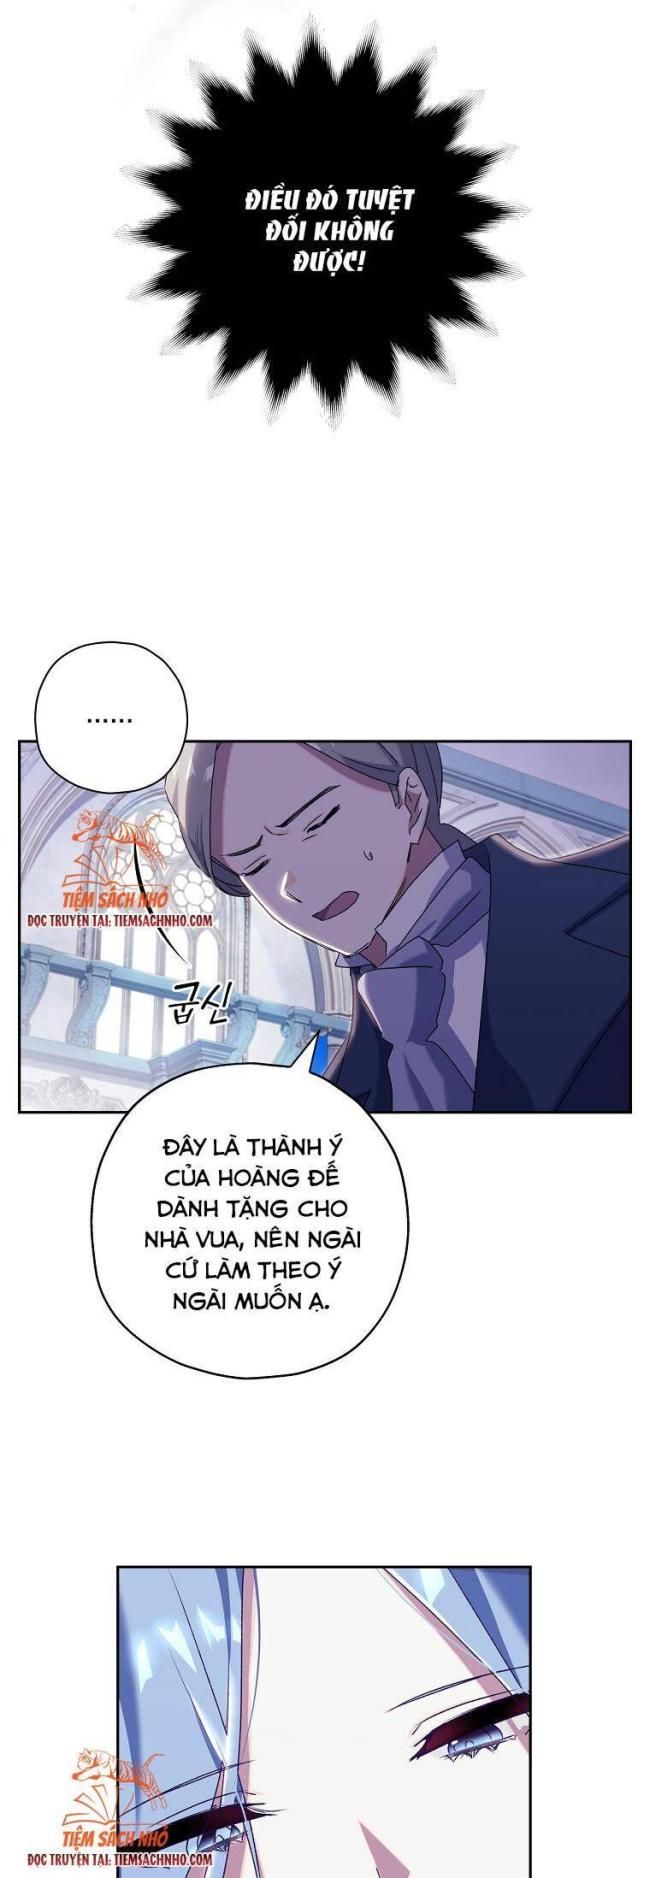 ĐIỀU ĐÓ TUYỆT
ĐỐI KHÔNG
ĐƯỢC!
......
TIỆM SÁCH NHỎ
ĐỌC TRUYỆN TẠI: TIEMSACHNHO.COM
굽신
ĐÂY LÀ THÀNH Ý
CỦA HOÀNG ĐẾ
DÀNH TẶNG CHO
NHÀ VUA, NÊN NGÀI
CỨ LÀM THEO Ý
NGÀI MUỐN Ạ.
TIỆM SÁCH NHỎ
ĐỌC TRUYỆN TẠI: TIEMSACHNHO.COM